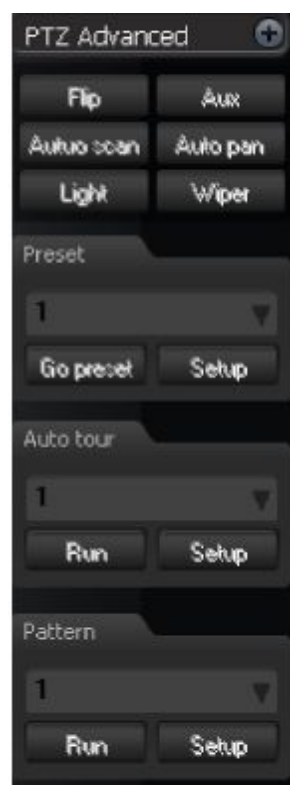 PTZ Advanced
Flip Aux
Autuo scan Auto pan
Light Wiper
Preset
1
Go preset Setup
Auto tour
1
Run Setup
Pattern
1
Run Setup